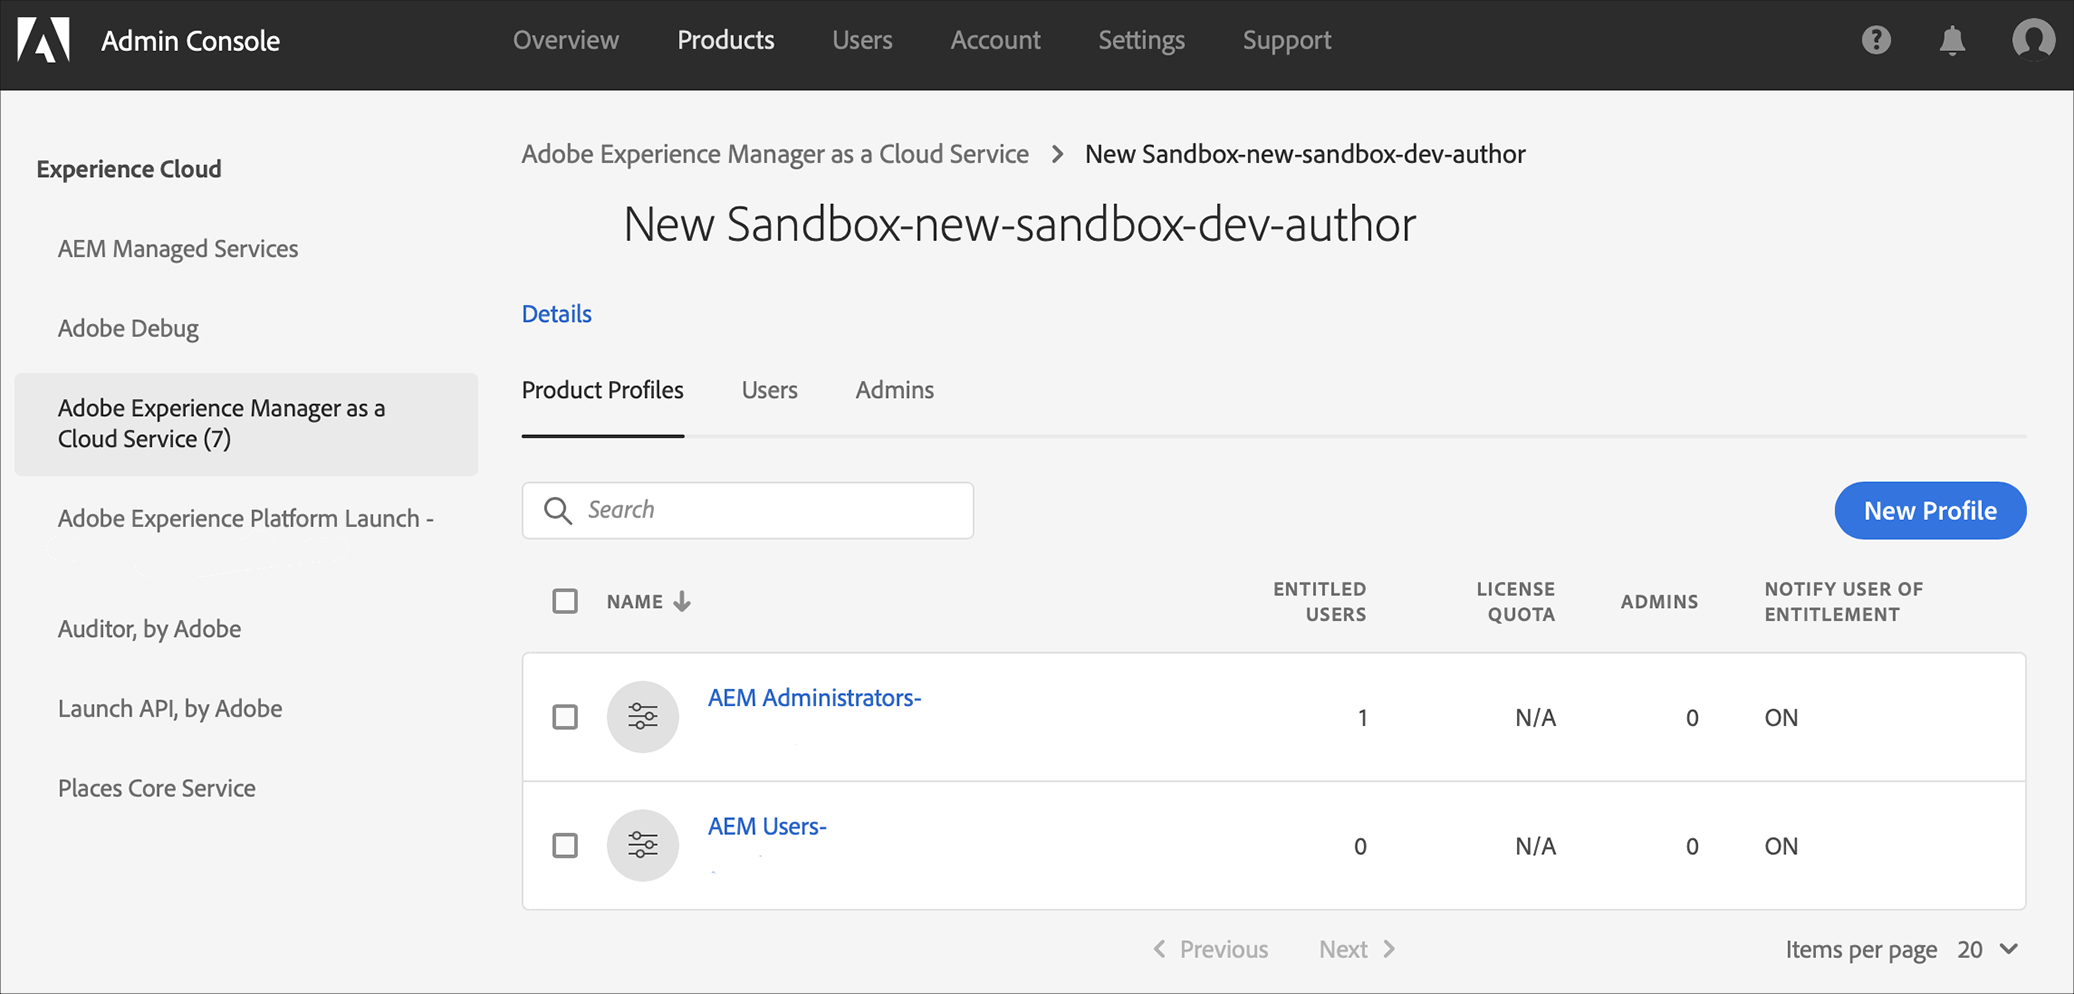 Admin Console
Overview
Products
Users
Account
Settings
Support
Experience Cloud
AEM Managed Services
Adobe Debug
Adobe Experience Manager as a
Cloud Service (7)
Adobe Experience Platform Launch -
Auditor, by Adobe
Launch API, by Adobe
Places Core Service
Adobe Experience Manager as a Cloud Service > New Sandbox-new-sandbox-dev-author
New Sandbox-new-sandbox-dev-author
Details
Product Profiles
Users
Admins
Search
New Profile
NAME
ENTITLED
USERS
LICENSE
QUOTA
ADMINS
NOTIFY USER OF
ENTITLEMENT
AEM Administrators-
1
N/A
0
ON
AEM Users-
0
N/A
0
ON
Previous
Next
Items per page 20